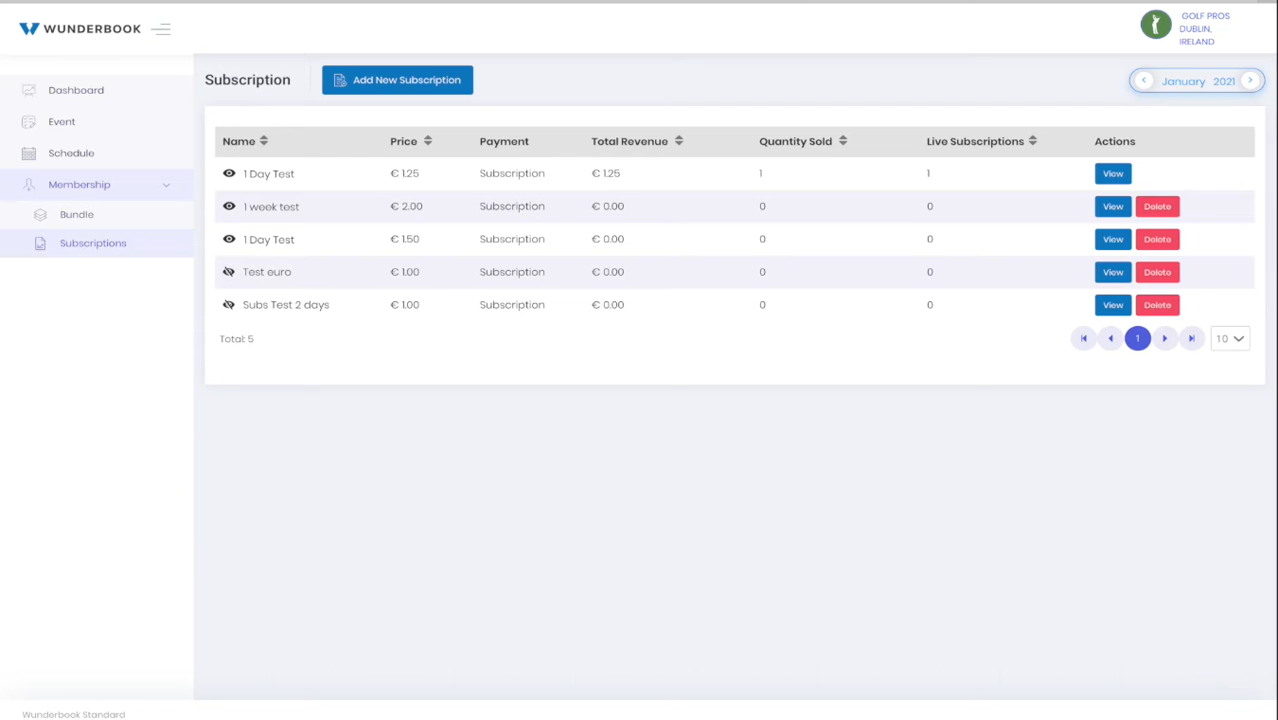 WUNDERBOOK
GOLF PROS
DUBLIN,
IRELAND
Subscription
Add New Subscription
January 2021
Dashboard
Event
Schedule
Membership
Bundle
Subscriptions
Name Price Payment Total Revenue Quantity Sold Live Subscriptions Actions
1 Day Test € 1.25 Subscription € 1.25 1 1 View
1 week test € 2.00 Subscription € 0.00 0 0 View Delete
1 Day Test € 1.50 Subscription € 0.00 0 0 View Delete
Test euro € 1.00 Subscription € 0.00 0 0 View Delete
Subs Test 2 days € 1.00 Subscription € 0.00 0 0 View Delete
Total: 5
1
10
Wunderbook Standard